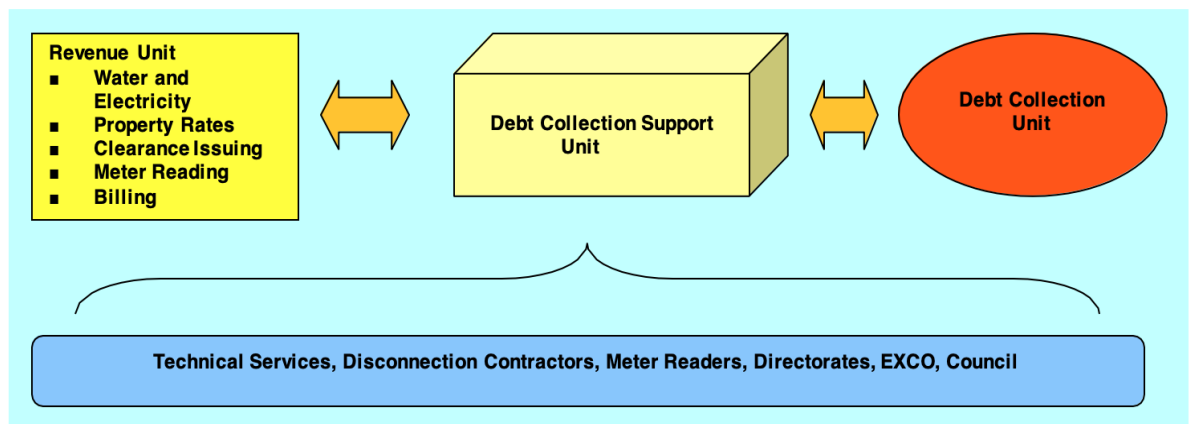 Revenue Unit
■ Water and
Electricity
■ Property Rates
■ Clearance Issuing
■ Meter Reading
■ Billing
Debt Collection Support
Unit
Debt Collection
Unit
Technical Services, Disconnection Contractors, Meter Readers, Directorates, EXCO, Council